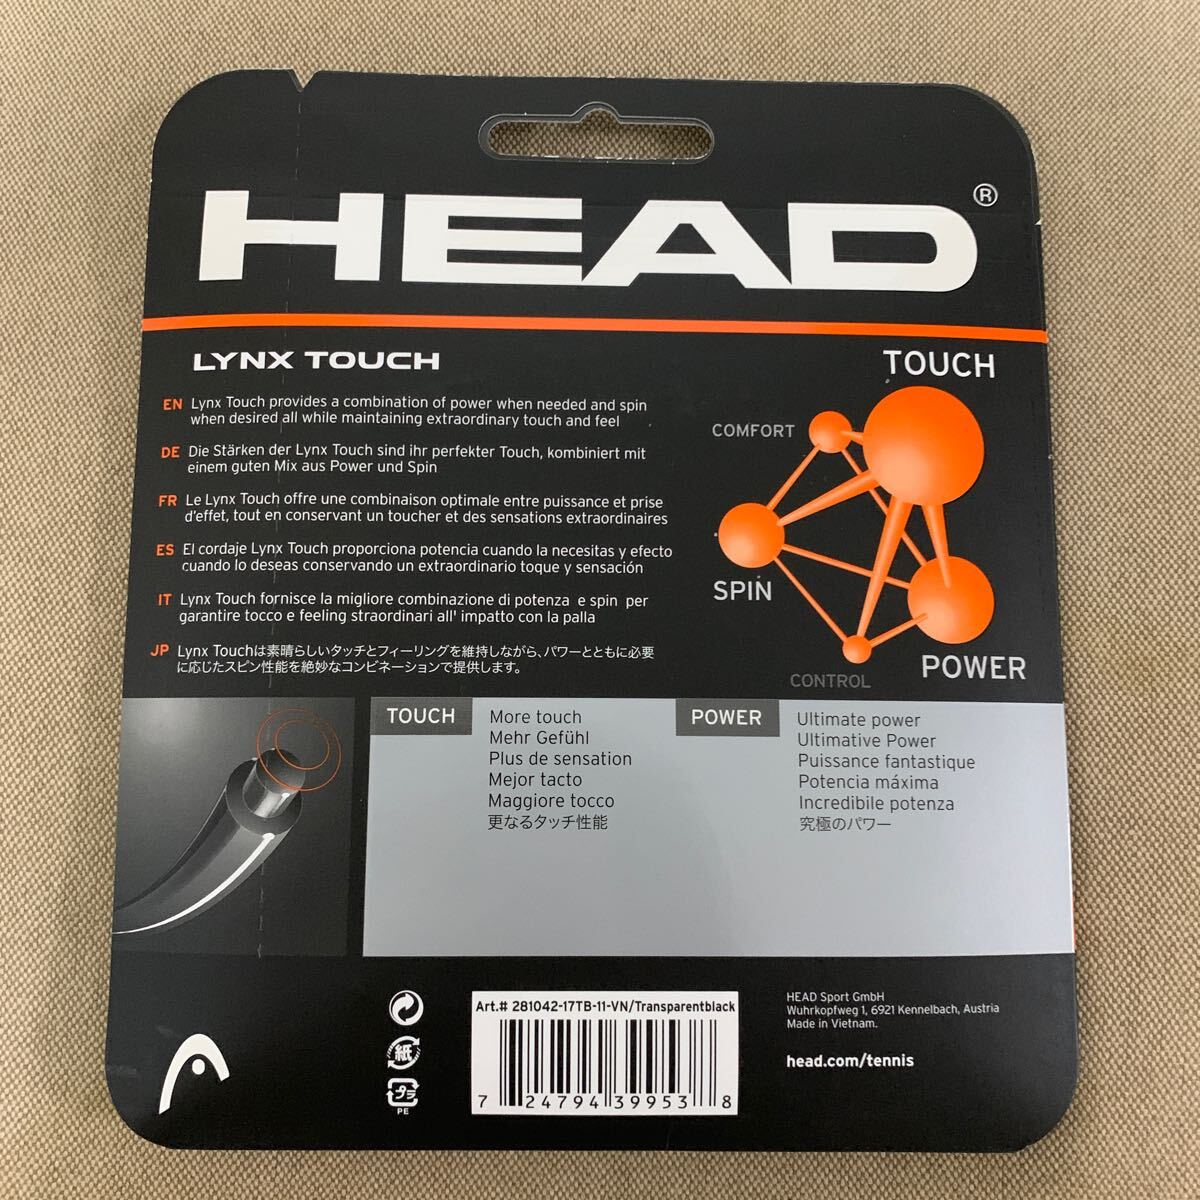 HEAD®
LYNX TOUCH
EN Lynx Touch provides a combination of power when needed and spin
when desired all while maintaining extraordinary touch and feel
DE Die Stärken der Lynx Touch sind ihr perfekter Touch, kombiniert mit
einem guten Mix aus Power und Spin
FR Le Lynx Touch offre une combinaison optimale entre puissance et prise
d'effet, tout en conservant un toucher et des sensations extraordinaires
ES El cordaje Lynx Touch proporciona potencia cuando la necesitas y efecto
cuando lo deseas conservando un extraordinario toque y sensación
IT Lynx Touch fornisce la migliore combinazione di potenza e spin per
garantire tocco e feeling straordinari all' impatto con la palla
JP Lynx Touchは素晴らしいタッチとフィーリングを維持しながら、パワーとともに必要
に応じたスピン性能を絶妙なコンビネーションで提供します。
TOUCH
COMFORT
SPIN
POWER
CONTROL
TOUCH
More touch
Mehr Gefühl
Plus de sensation
Mejor tacto
Maggiore tocco
更なるタッチ性能
POWER
Ultimate power
Ultimative Power
Puissance fantastique
Potencia máxima
Incredibile potenza
究極のパワー
紙
プラ
PE
Art.# 281042-17TB-11-VN/Transparentblack
7 24794 39953 8
HEAD Sport GmbH
Wuhrkopfweg 1, 6921 Kennelbach, Austria
Made in Vietnam.
head.com/tennis